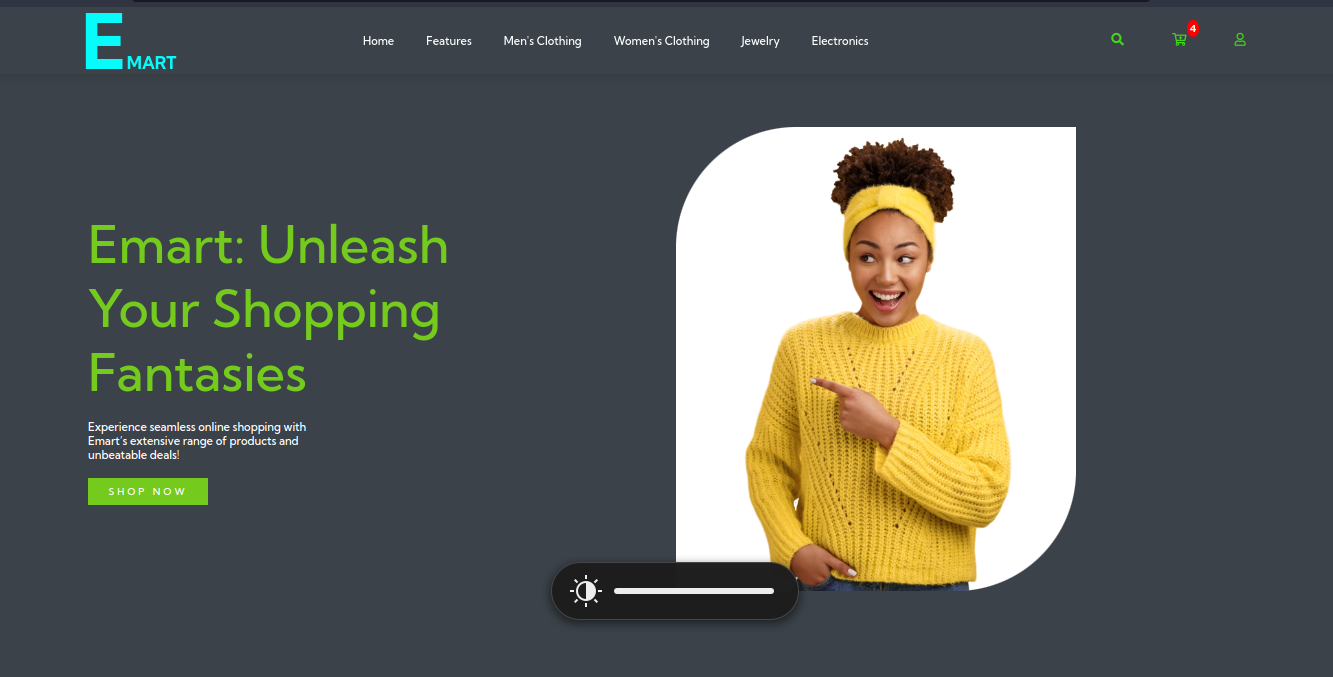 E MART
Home Features Men's Clothing Women's Clothing Jewelry Electronics
4
Emart: Unleash
Your Shopping
Fantasies
Experience seamless online shopping with
Emart's extensive range of products and
unbeatable deals!
SHOP NOW